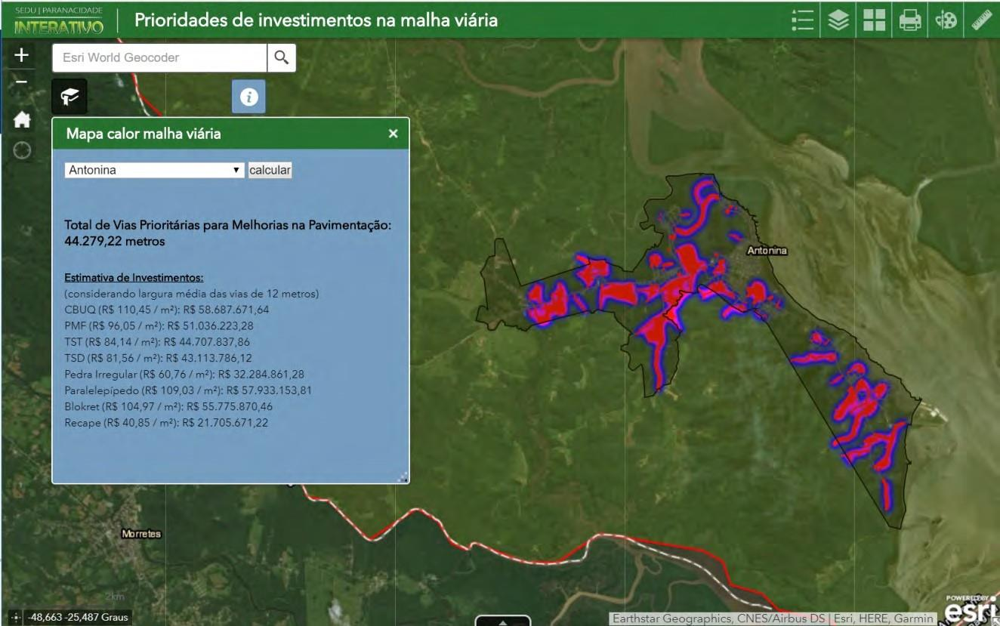 SEDU | PARANACIDADE
INTERATIVO
Prioridades de investimentos na malha viária
Esri World Geocoder
Mapa calor malha viária
Antonina
calcular
Total de Vias Prioritárias para Melhorias na Pavimentação:
44.279,22 metros
Estimativa de Investimentos:
(considerando largura média das vias de 12 metros)
CBUQ (R$ 110,45 / m²): R$ 58.687.671,64
PMF (R$ 96,05 / m²): R$ 51.036.223,28
TST (R$ 84,14 / m²): R$ 44.707.837,86
TSD (R$ 81,56 / m²): R$ 43.113.786,12
Pedra Irregular (R$ 60,76 / m²): R$ 32.284.861,28
Paralelepípedo (R$ 109,03 / m²): R$ 57.933.153,81
Blokret (R$ 104,97 / m²): R$ 55.775.870,46
Recape (R$ 40,85 / m²): R$ 21.705.671,22
Antonina
Morretes
2km
-48,663 -25,487 Graus
Earthstar Geographics, CNES/Airbus DS | Esri, HERE, Garmin
POWERED BY
esri